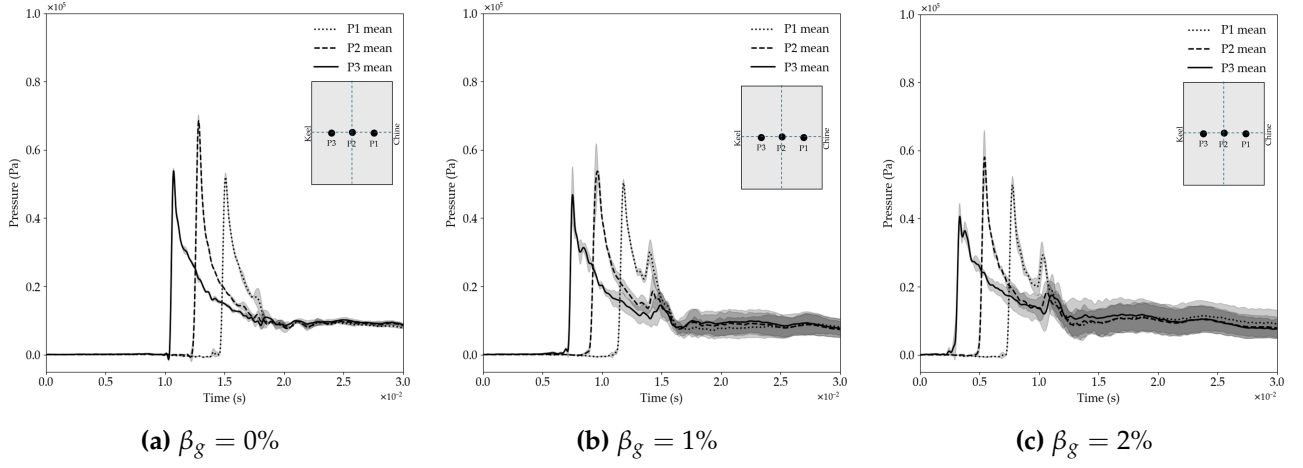 ×10⁵
1.0
0.8
0.6
0.4
0.2
0.0
Pressure (Pa)
P1 mean
P2 mean
P3 mean
Keel
P3
P2
P1
Chine
0.0 0.5 1.0 1.5 2.0 2.5 3.0
Time (s)
×10⁻²
(a) β_g = 0%
×10⁵
1.0
0.8
0.6
0.4
0.2
0.0
Pressure (Pa)
P1 mean
P2 mean
P3 mean
Keel
P3
P2
P1
Chine
0.0 0.5 1.0 1.5 2.0 2.5 3.0
Time (s)
×10⁻²
(b) β_g = 1%
×10⁵
1.0
0.8
0.6
0.4
0.2
0.0
Pressure (Pa)
P1 mean
P2 mean
P3 mean
Keel
P3
P2
P1
Chine
0.0 0.5 1.0 1.5 2.0 2.5 3.0
Time (s)
×10⁻²
(c) β_g = 2%